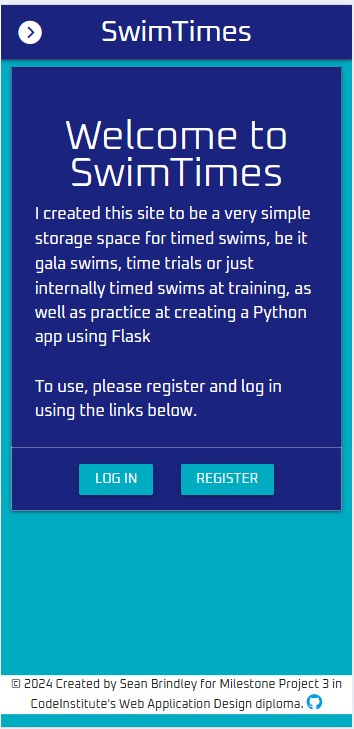 SwimTimes
Welcome to
SwimTimes
I created this site to be a very simple
storage space for timed swims, be it
gala swims, time trials or just
internally timed swims at training, as
well as practice at creating a Python
app using Flask
To use, please register and log in
using the links below.
LOG IN REGISTER
© 2024 Created by Sean Brindley for Milestone Project 3 in
CodeInstitute's Web Application Design diploma.